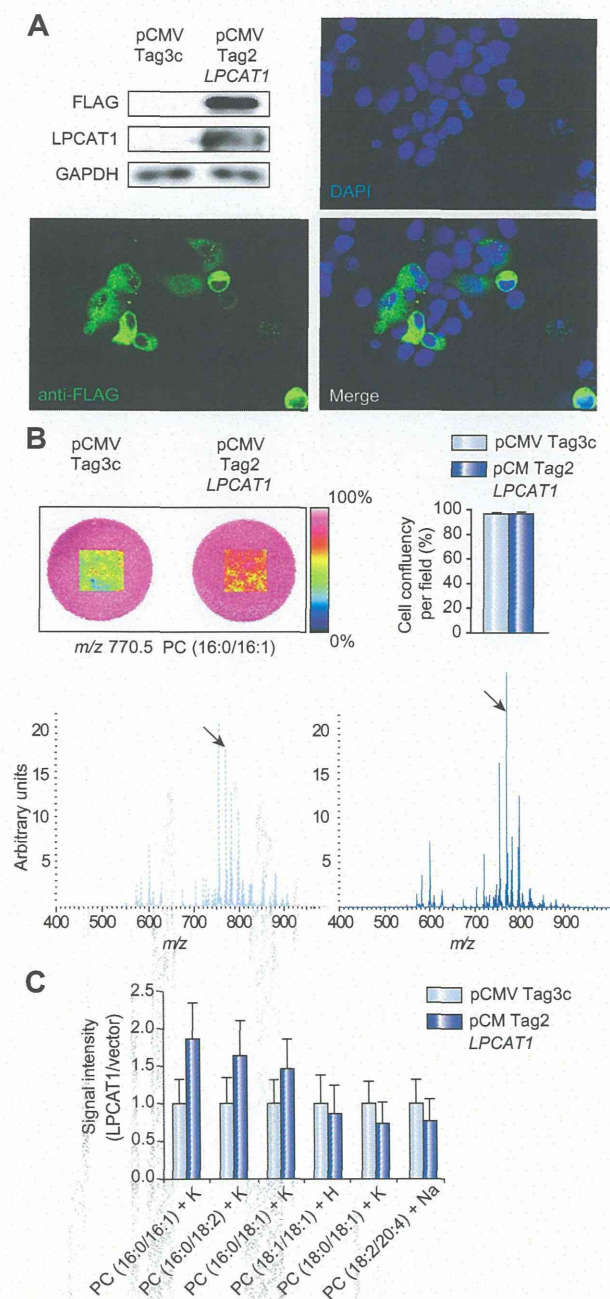 A
pCMV
Tag3c
pCMV
Tag2
LPCAT1
FLAG
LPCAT1
GAPDH
DAPI
anti-FLAG
Merge
B
pCMV
Tag3c
pCMV
Tag2
LPCAT1
100%
0%
m/z 770.5 PC (16:0/16:1)
pCMV Tag3c
pCM Tag2
LPCAT1
Cell confluency
per field (%)
100
80
60
40
20
0
Arbitrary units
20
15
10
5
400 500 600 700 800 900
m/z
20
15
10
5
400 500 600 700 800 900
m/z
C
pCMV Tag3c
pCM Tag2
LPCAT1
Signal intensity
(LPCAT1/vector)
2.5
2.0
1.5
1.0
0.5
0.0
PC (16:0/16:1) + K
PC (16:0/18:2) + K
PC (16:0/18:1) + K
PC (18:1/18:1) + H
PC (18:0/18:1) + K
PC (18:2/20:4) + Na